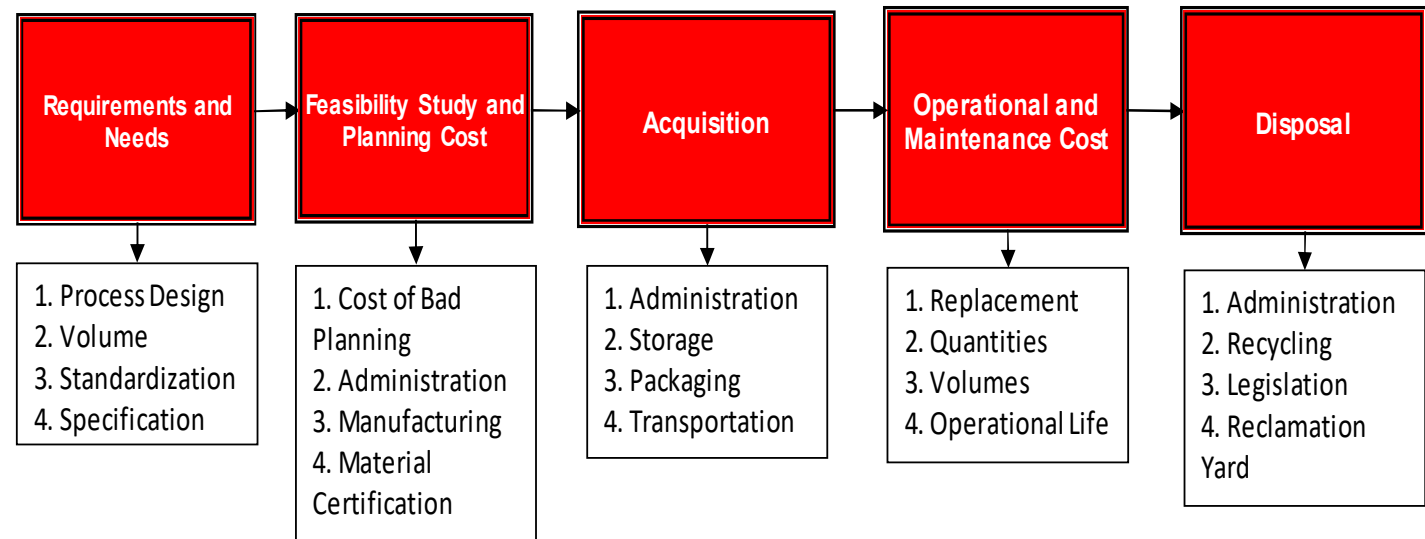 Requirements and
Needs
Feasibility Study and
Planning Cost
Acquisition
Operational and
Maintenance Cost
Disposal
1. Process Design
2. Volume
3. Standardization
4. Specification
1. Cost of Bad
Planning
2. Administration
3. Manufacturing
4. Material
Certification
1. Administration
2. Storage
3. Packaging
4. Transportation
1. Replacement
2. Quantities
3. Volumes
4. Operational Life
1. Administration
2. Recycling
3. Legislation
4. Reclamation
Yard